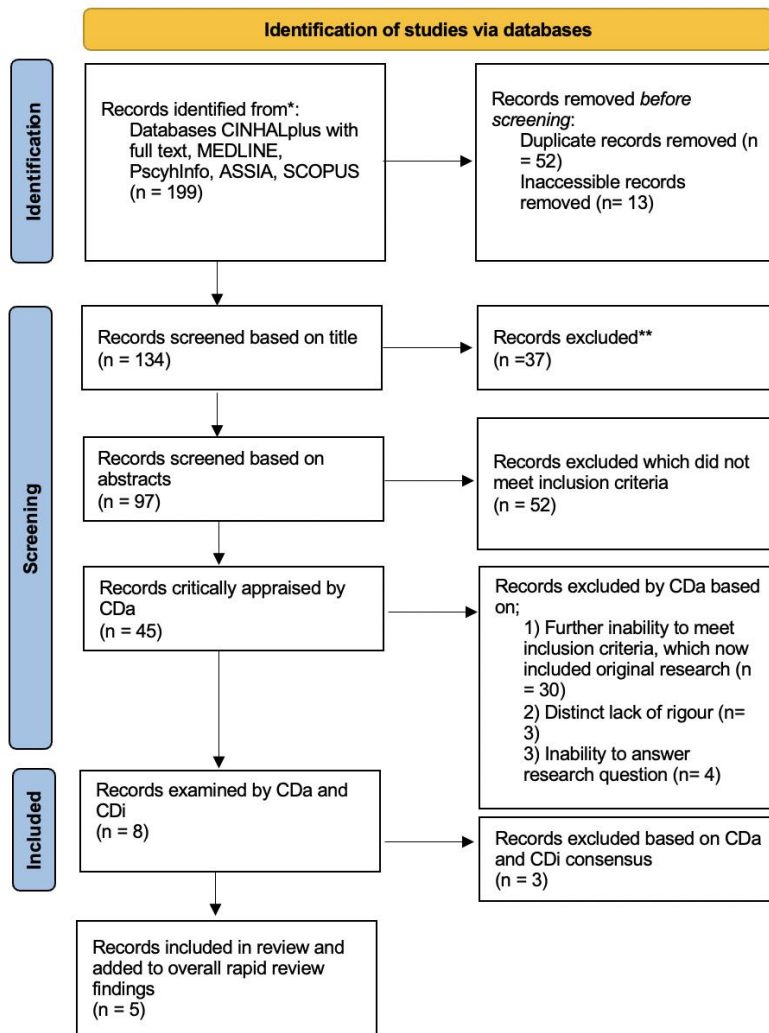 Identification of studies via databases
Identification
Records identified from*:
Databases CINHALplus with
full text, MEDLINE,
PscyhInfo, ASSIA, SCOPUS
(n = 199)
Records removed before
screening:
Duplicate records removed (n
= 52)
Inaccessible records
removed (n= 13)
Screening
Records screened based on title
(n = 134)
Records excluded**
(n =37)
Records screened based on
abstracts
(n = 97)
Records excluded which did not
meet inclusion criteria
(n = 52)
Records critically appraised by
CDa
(n = 45)
Records excluded by CDa based
on;
1) Further inability to meet
inclusion criteria, which now
included original research (n
= 30)
2) Distinct lack of rigour (n=
3)
3) Inability to answer
research question (n= 4)
Included
Records examined by CDa and
CDi
(n = 8)
Records excluded based on CDa
and CDi consensus
(n = 3)
Records included in review and
added to overall rapid review
findings
(n = 5)